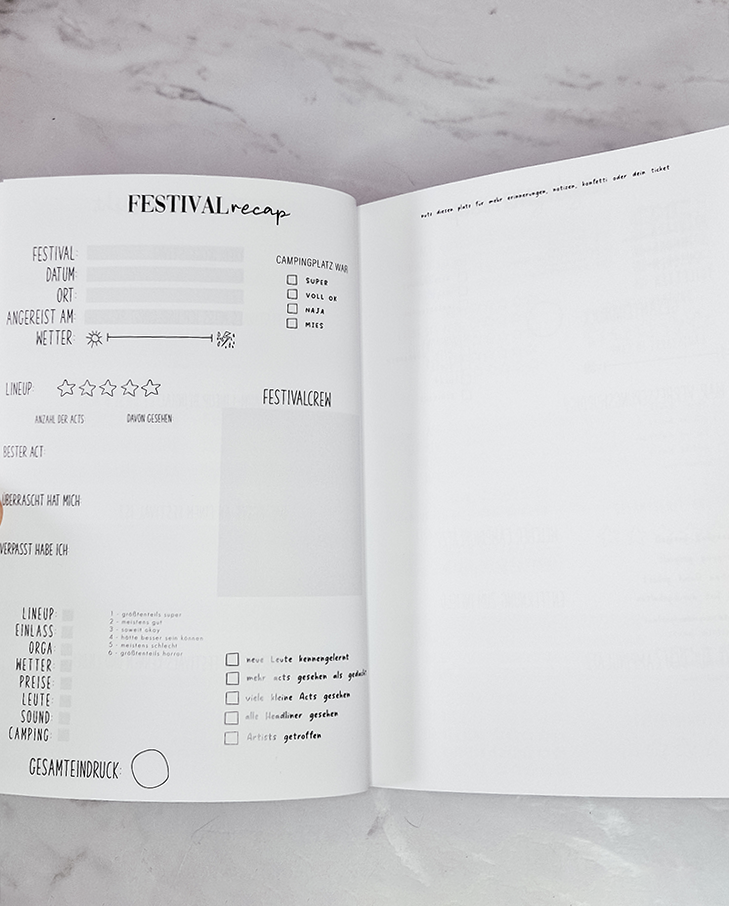 FESTIVAL recap
FESTIVAL:
DATUM:
ORT:
ANGEREIST AM:
WETTER:
CAMPINGPLATZ WAR
SUPER
VOLL OK
NAJA
MIES
LINEUP:
ANZAHL DER ACTS DAVON GESEHEN
BESTER ACT:
ÜBERRASCHT HAT MICH:
VERPASST HABE ICH
FESTIVALCREW
LINEUP:
EINLASS
ORGA:
WETTER:
PREISE:
LEUTE:
SOUND:
CAMPING:
1 - größtenteils super
2 - meistens gut
3 - soweit okay
4 - hätte besser sein können
5 - meistens schlecht
6 - größtenteils horror
neue Leute kennengelernt
mehr acts gesehen als gedacht
viele kleine Acts gesehen
alle Headliner gesehen
Artists getroffen
GESAMTEINDRUCK:
nutz diesen platz für mehr erinnerungen, notizen, konfetti oder dein ticket